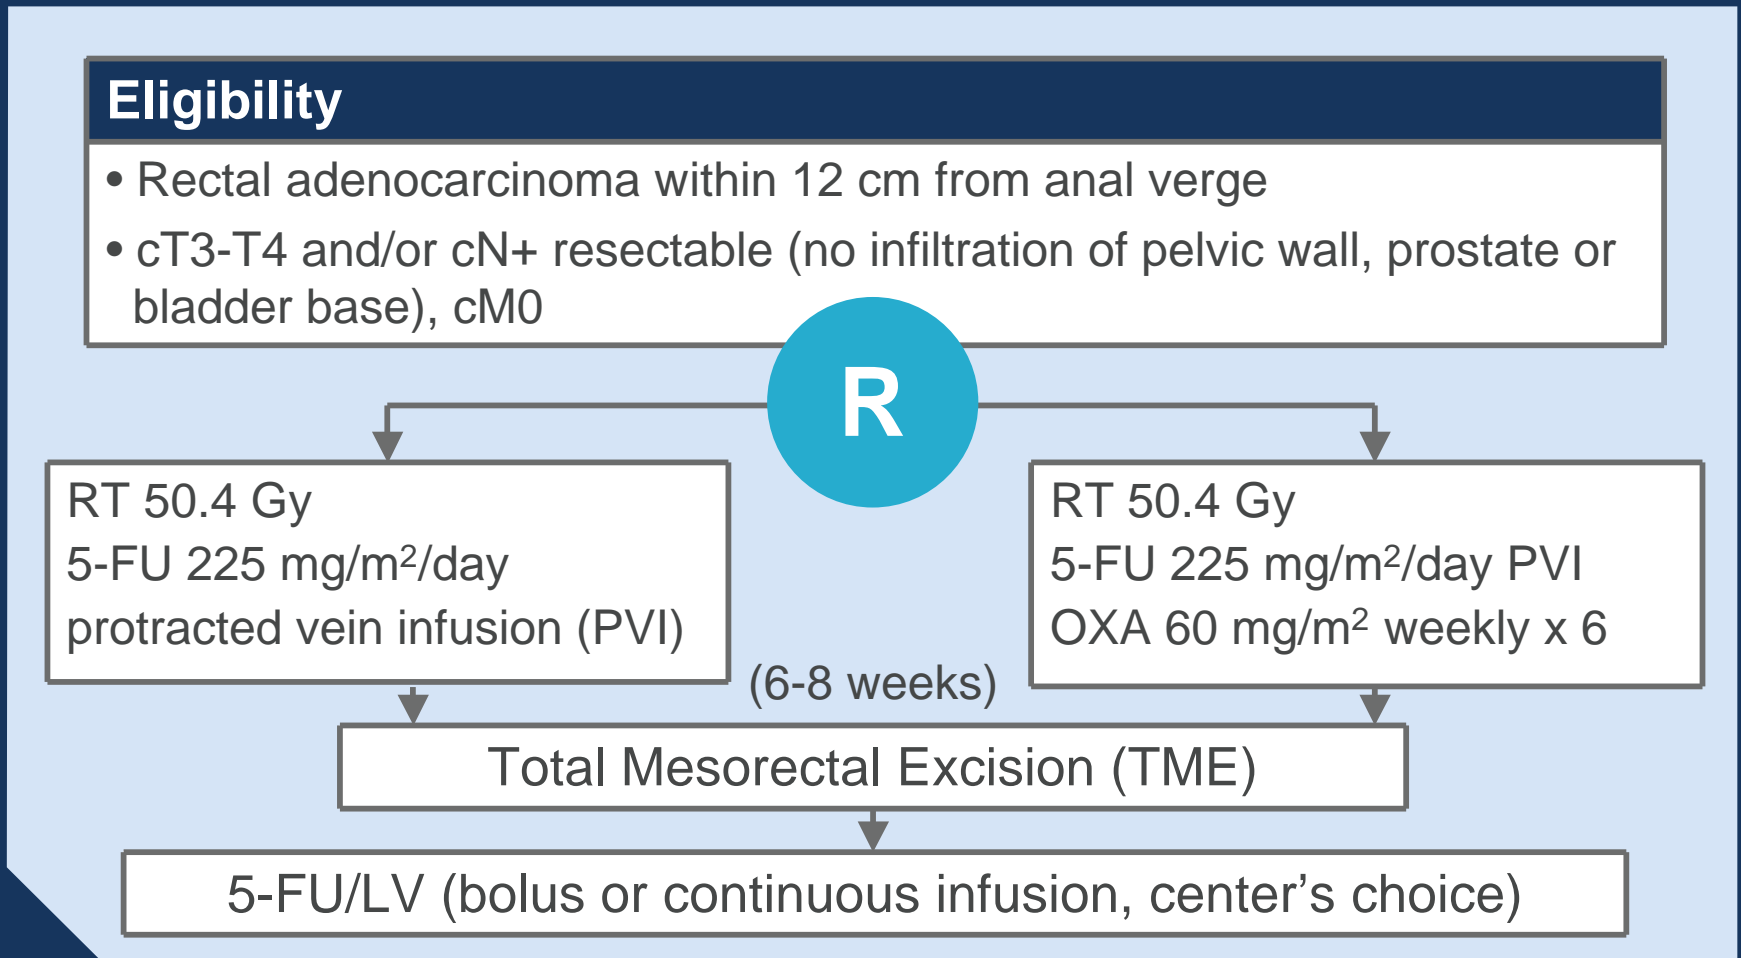 Eligibility
• Rectal adenocarcinoma within 12 cm from anal verge
• cT3-T4 and/or cN+ resectable (no infiltration of pelvic wall, prostate or
bladder base), cM0
R
RT 50.4 Gy
5-FU 225 mg/m²/day
protracted vein infusion (PVI)
RT 50.4 Gy
5-FU 225 mg/m²/day PVI
OXA 60 mg/m² weekly x 6
(6-8 weeks)
Total Mesorectal Excision (TME)
5-FU/LV (bolus or continuous infusion, center’s choice)